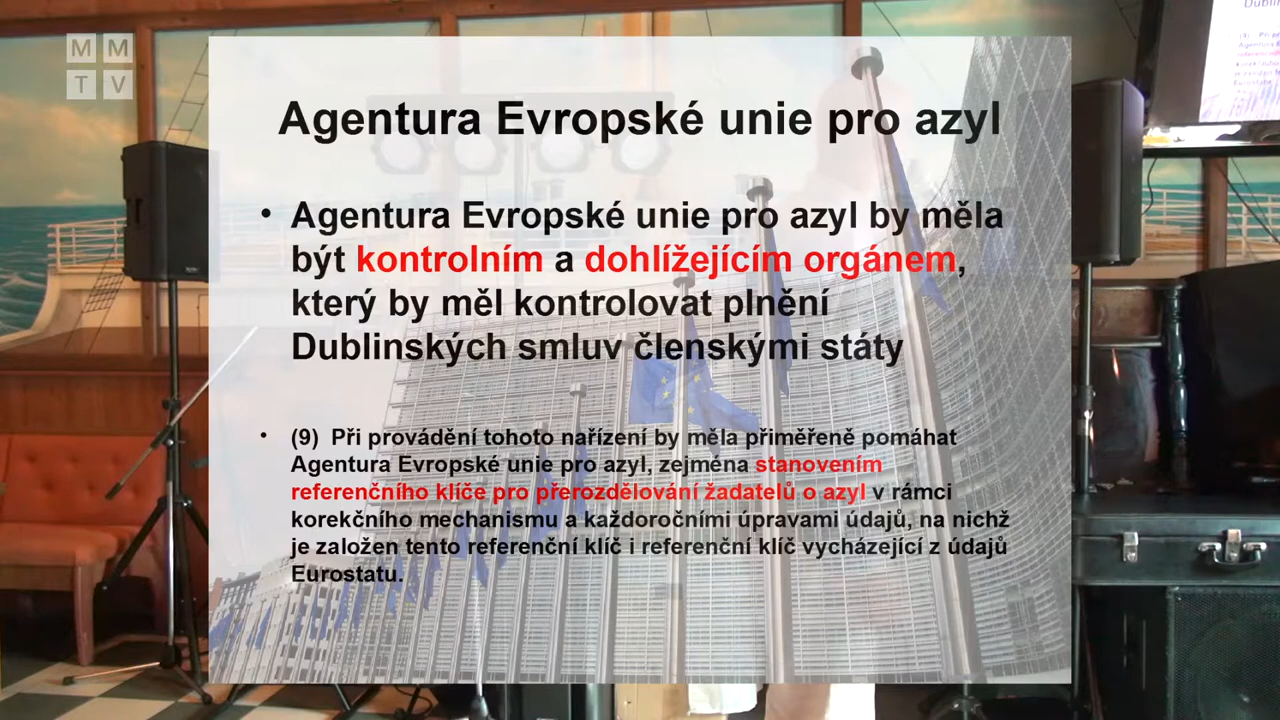 MM
TV
Dublin
Agentura Evropské unie pro azyl
• Agentura Evropské unie pro azyl by měla
být kontrolním a dohlížejícím orgánem,
který by měl kontrolovat plnění
Dublinských smluv členskými státy
• (9) Při provádění tohoto nařízení by měla přiměřeně pomáhat
Agentura Evropské unie pro azyl, zejména stanovením
referenčního klíče pro přerozdělování žadatelů o azyl v rámci
korekčního mechanismu a každoročními úpravami údajů, na nichž
je založen tento referenční klíč i referenční klíč vycházející z údajů
Eurostatu.